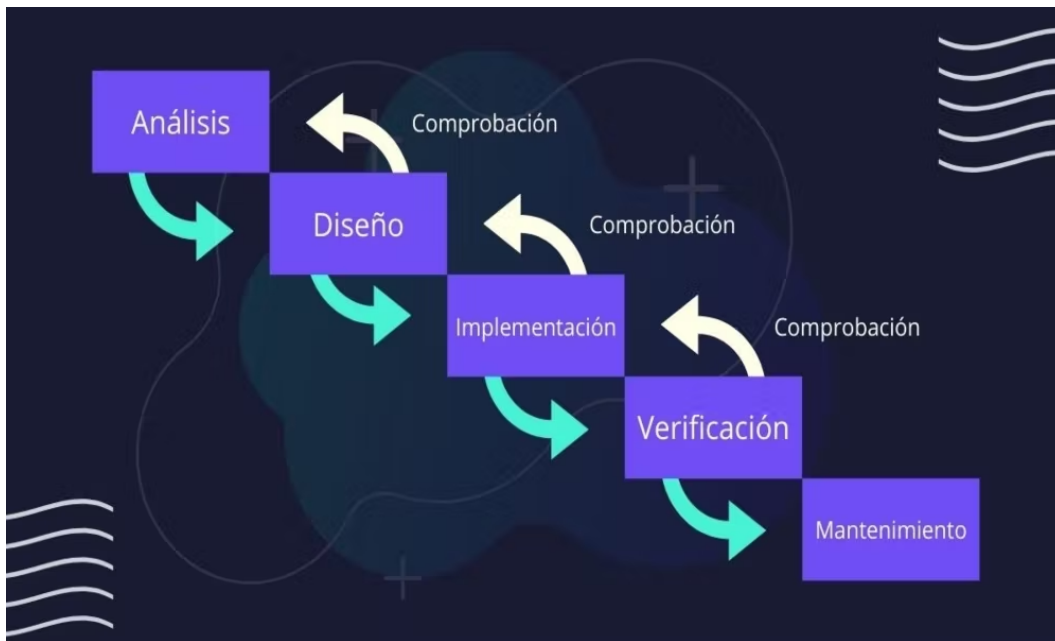 Análisis
Comprobación
Diseño
Comprobación
Implementación
Comprobación
Verificación
Mantenimiento